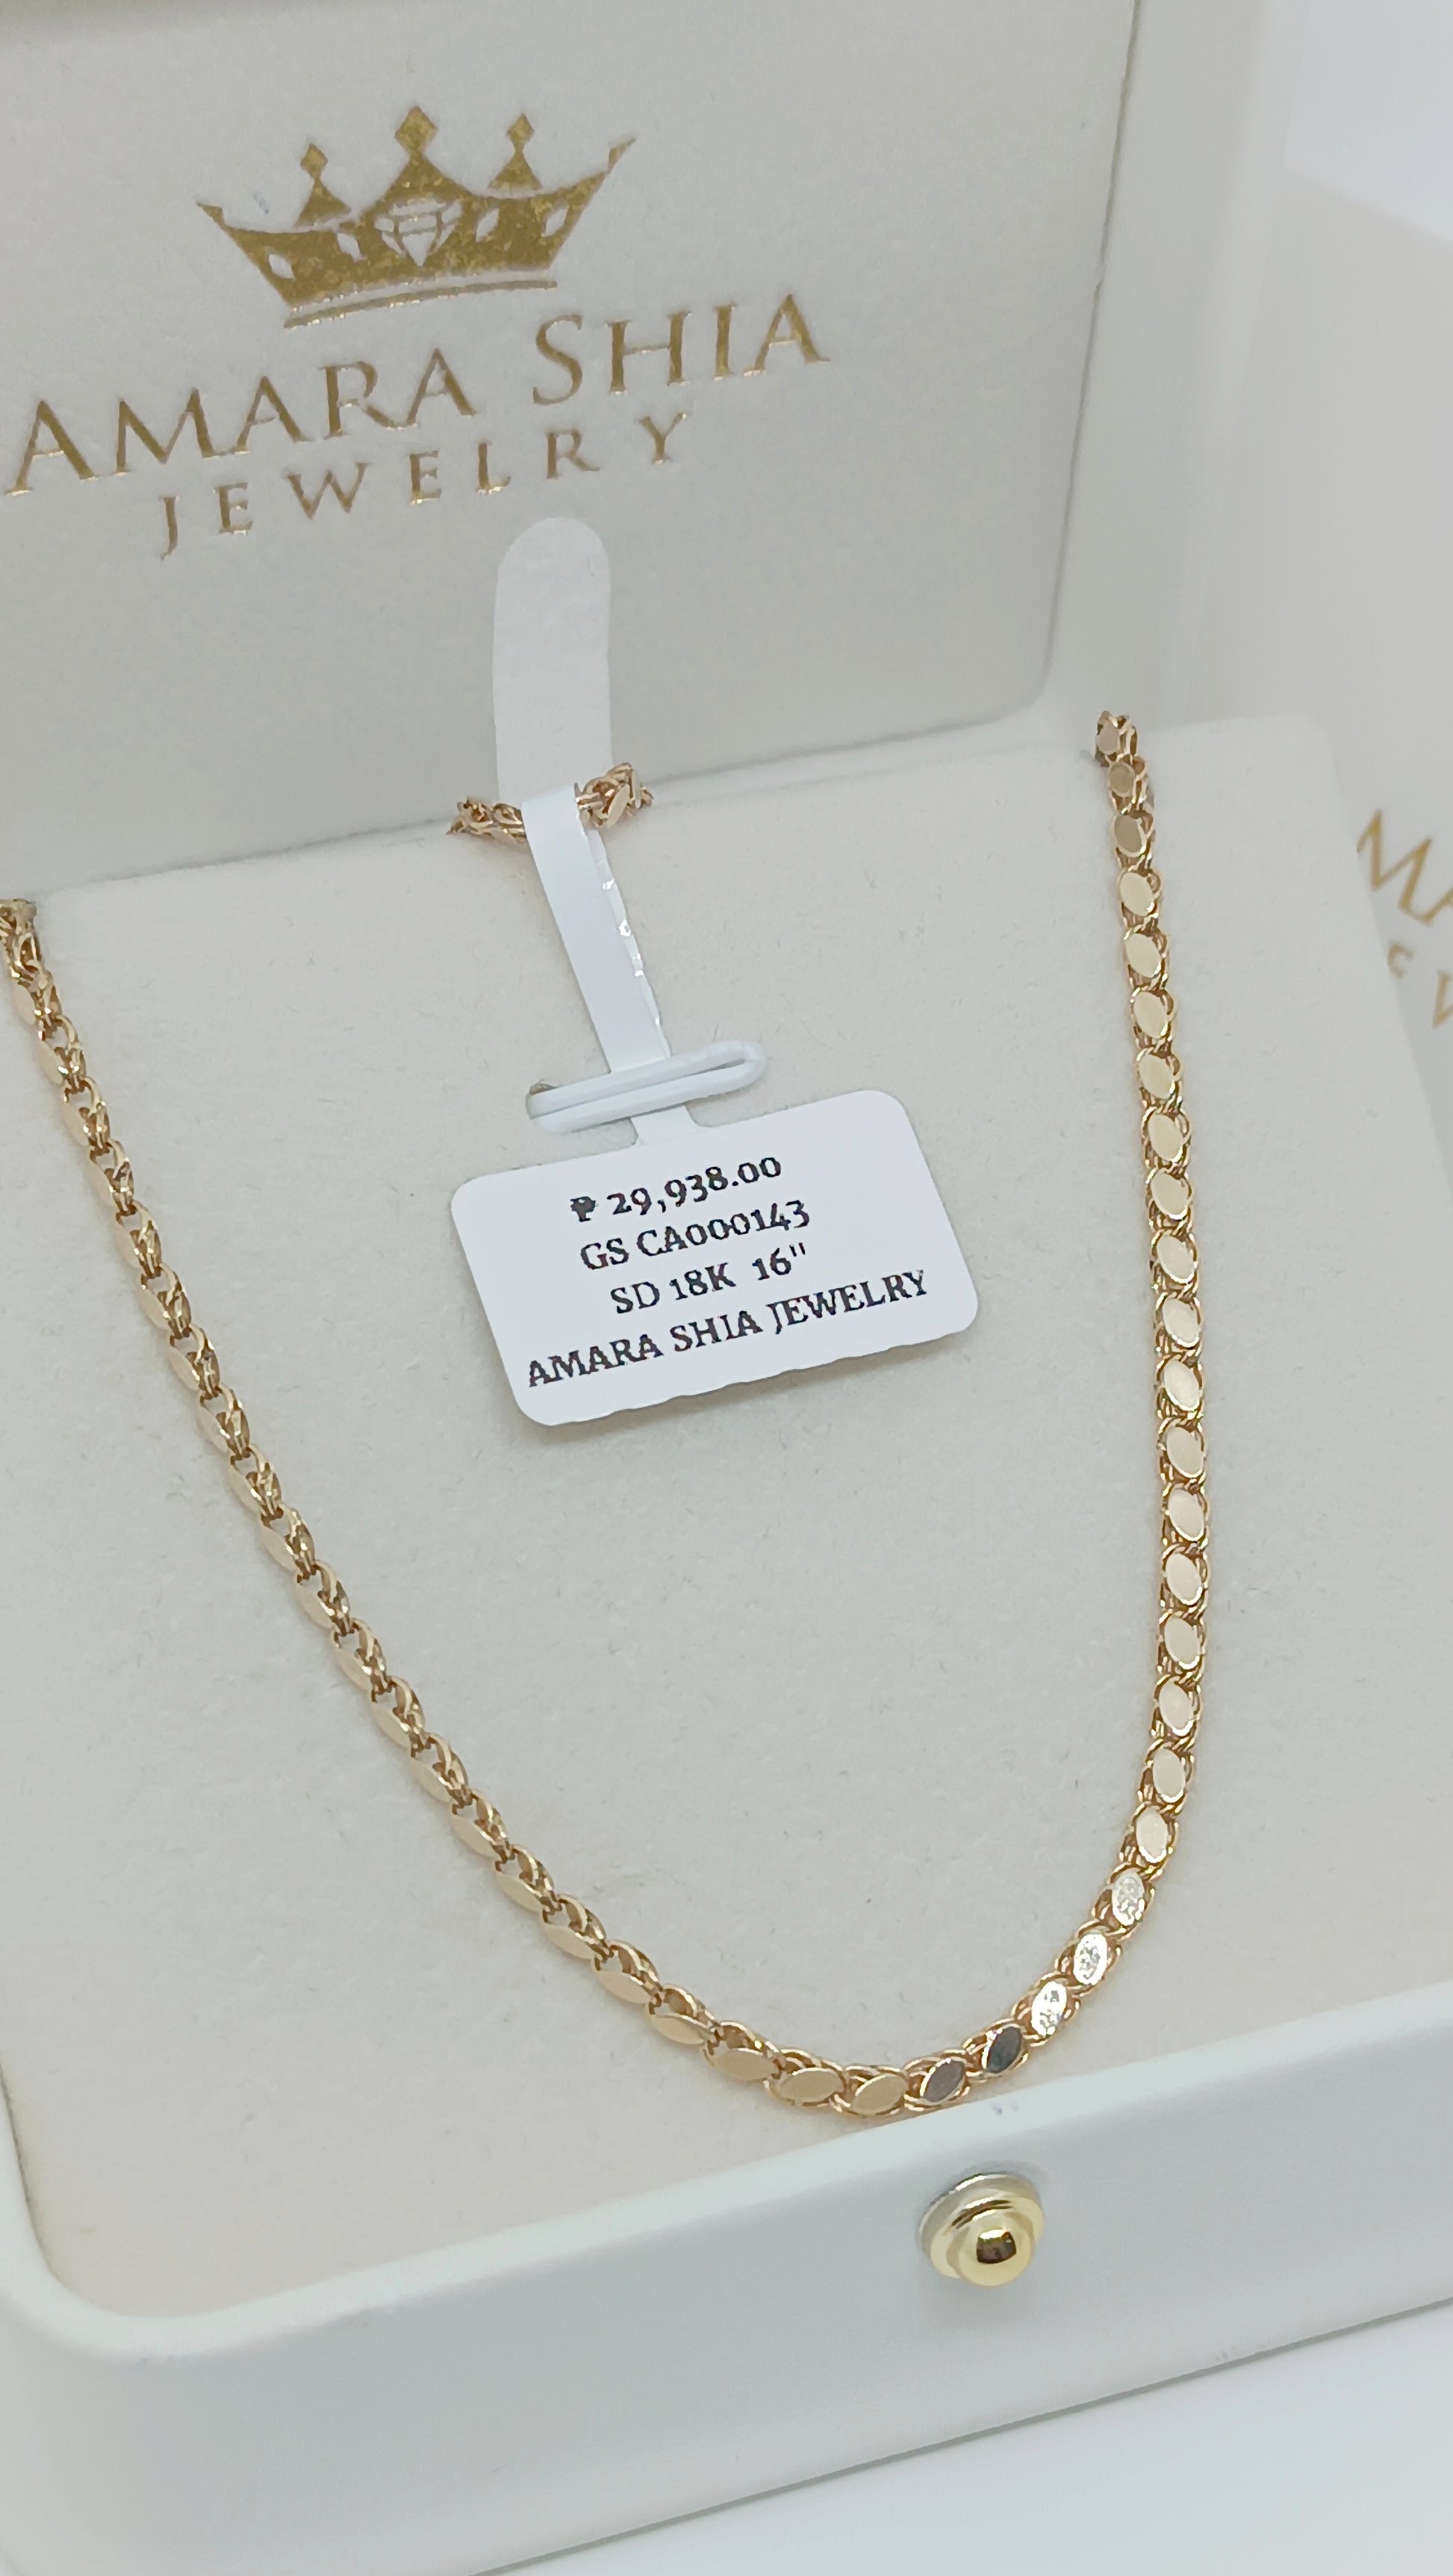 AMARA SHIA
JEWELRY
₱ 29,938.00
GS CA000143
SD 18K 16"
AMARA SHIA JEWELRY